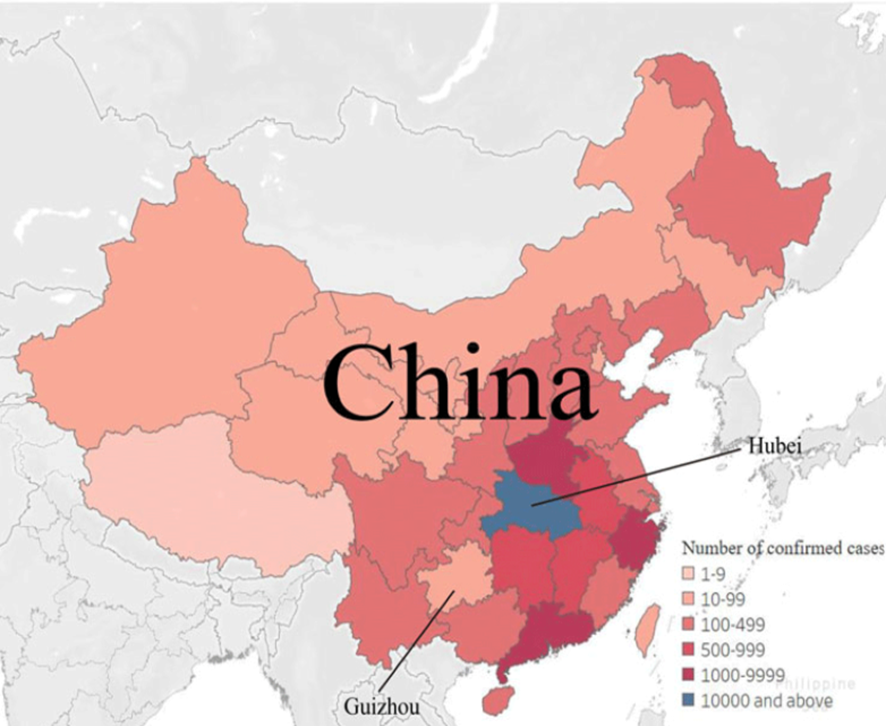 China
Hubei
Number of confirmed cases
1-9
10-99
100-499
500-999
1000-9999
Philippine
10000 and above
Guizhou